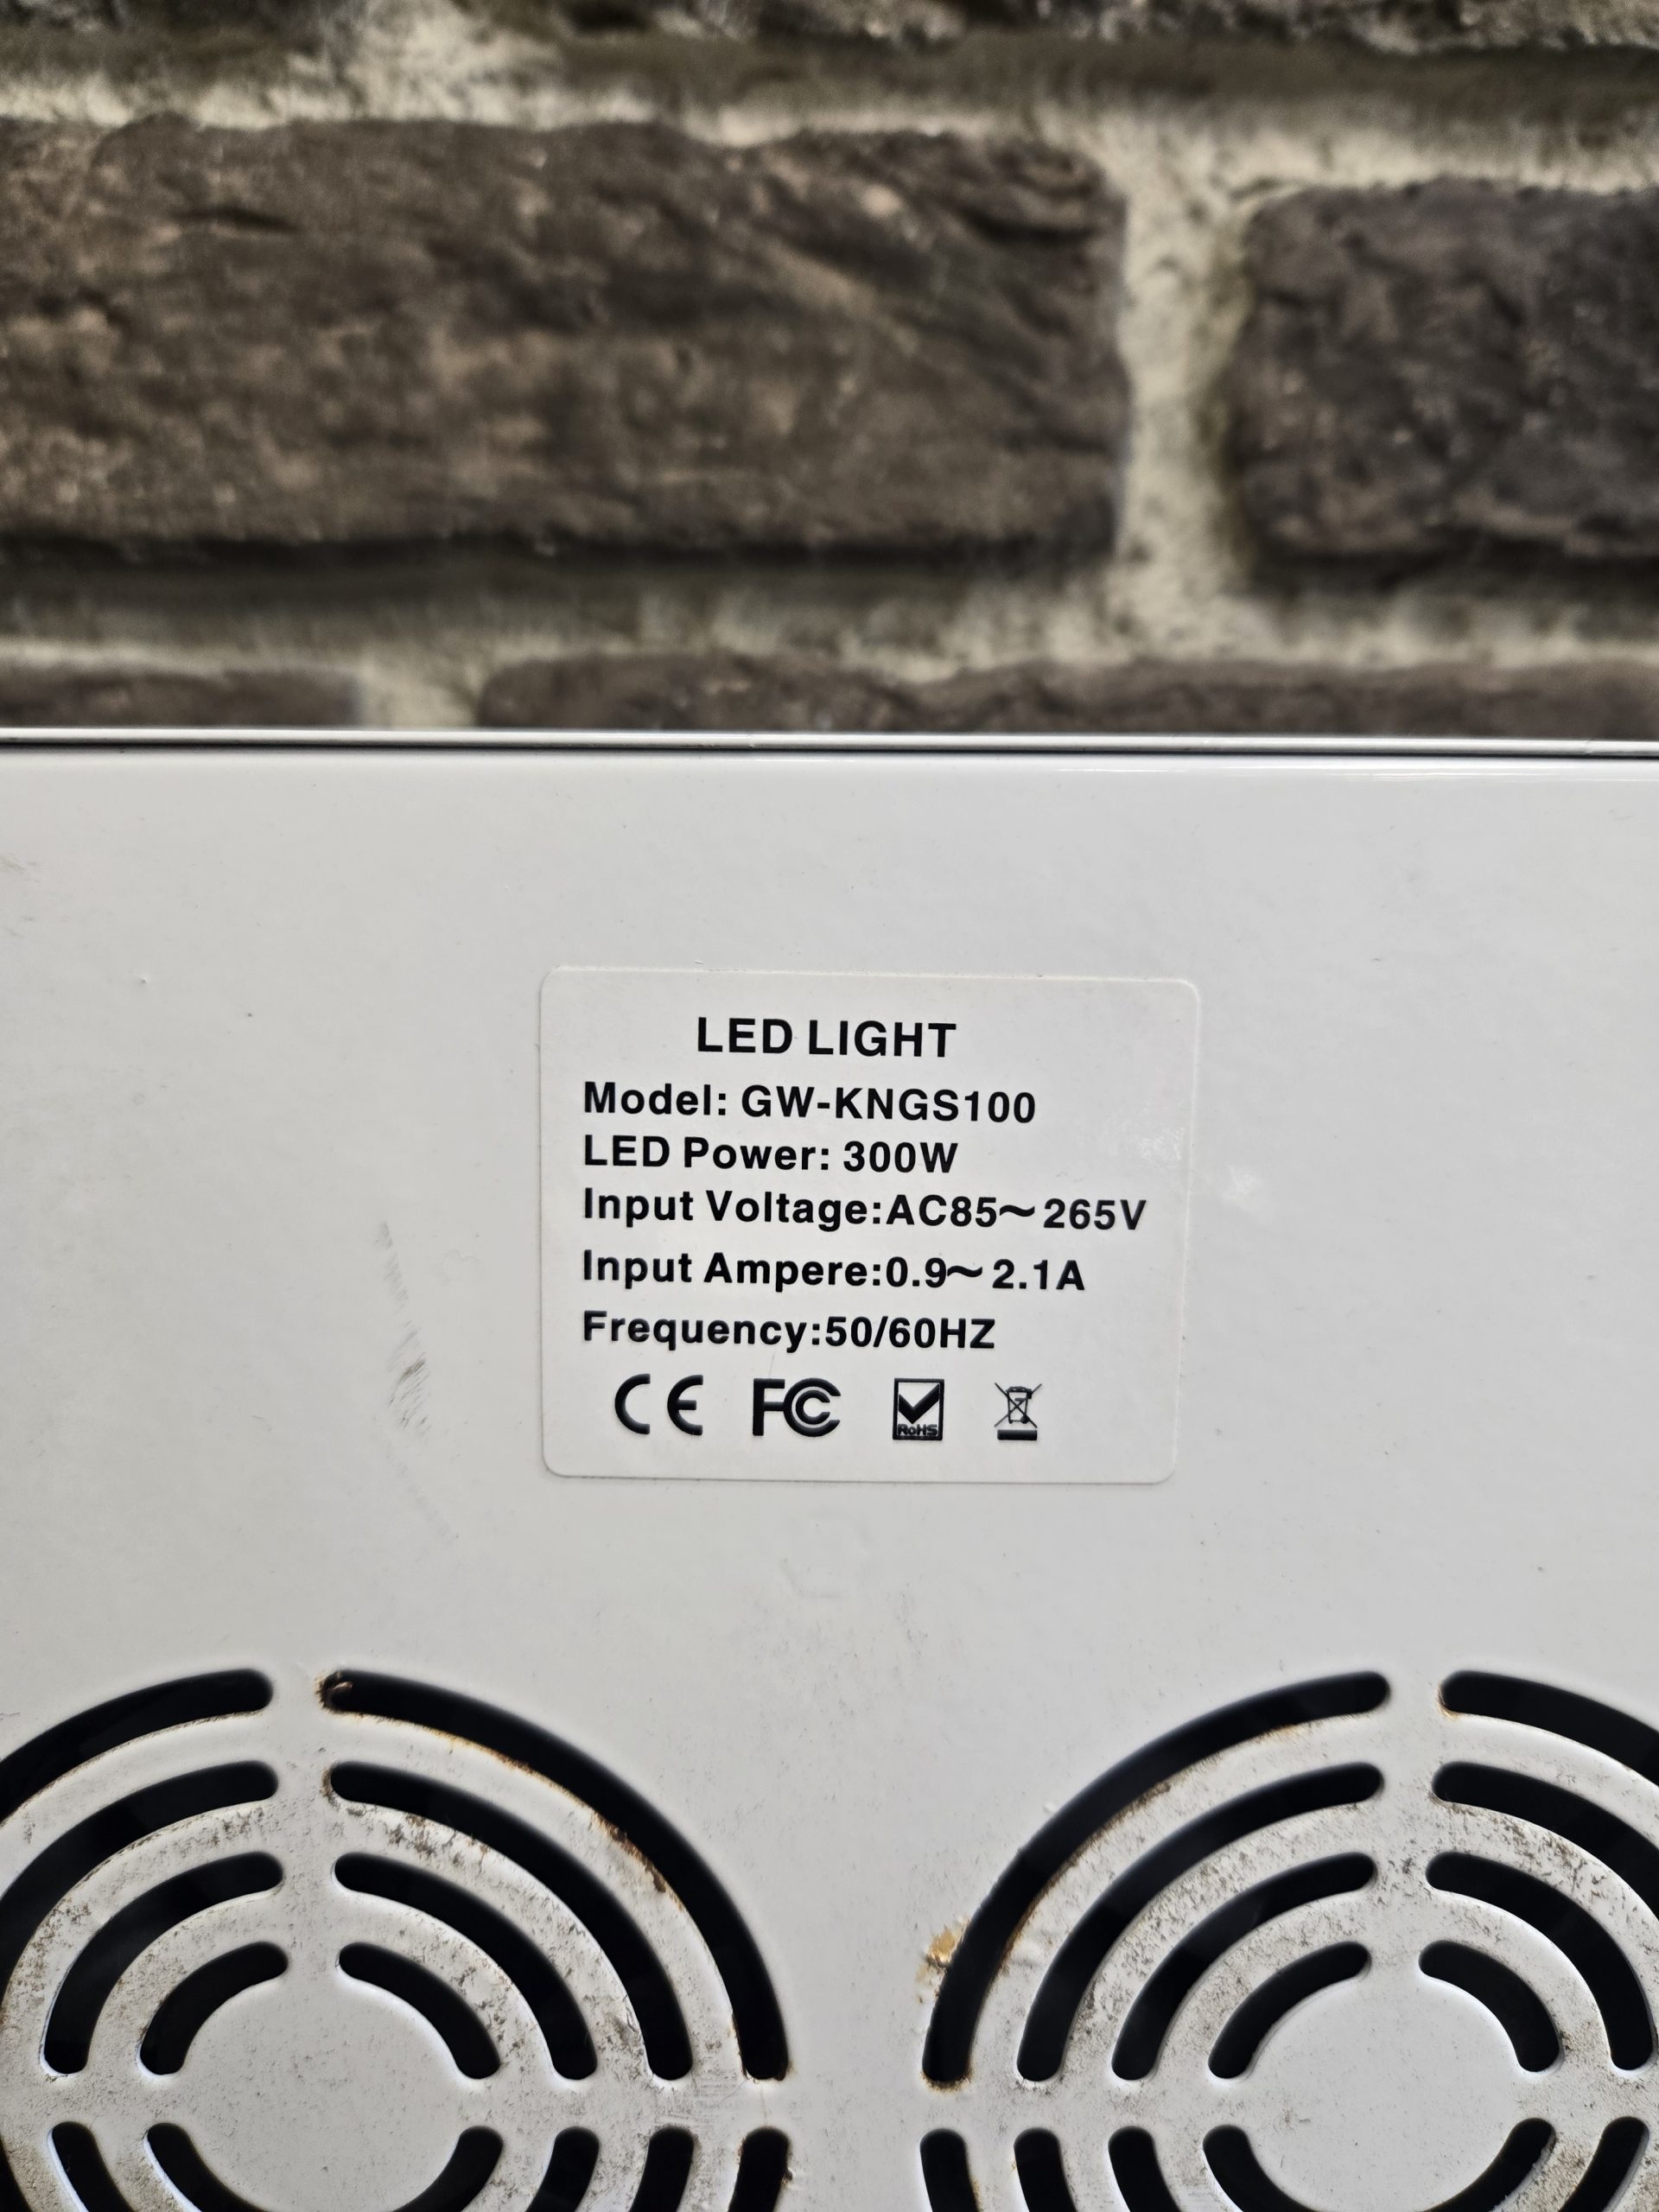 LED LIGHT
Model: GW-KNGS100
LED Power: 300W
Input Voltage:AC85～265V
Input Ampere:0.9～2.1A
Frequency:50/60HZ
CE FC RoHS